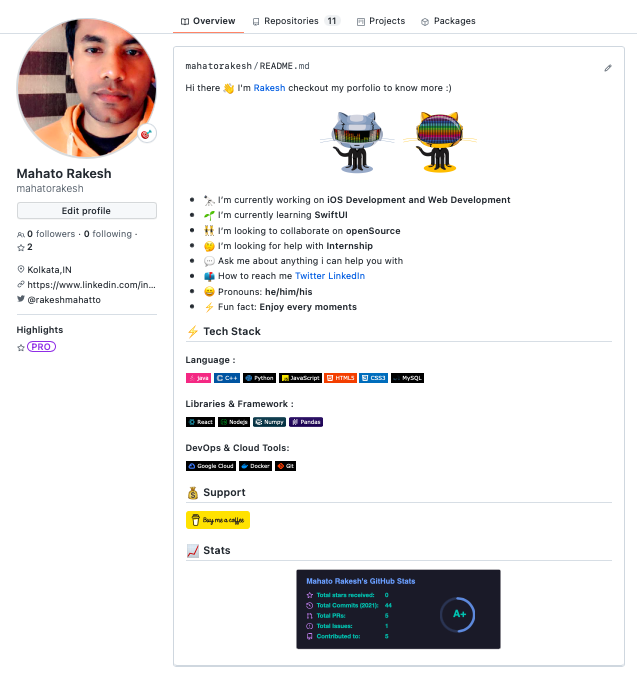 Overview Repositories 11 Projects Packages
mahatorakesh/README.md
Hi there 👋 I'm Rakesh checkout my porfolio to know more :)
Mahato Rakesh
mahatorakesh
Edit profile
0 followers · 0 following ·
2
Kolkata,IN
https://www.linkedin.com/in...
@rakeshmahatto
Highlights
PRO
🔭 I'm currently working on iOS Development and Web Development
🌱 I'm currently learning SwiftUI
👯 I'm looking to collaborate on openSource
🤔 I'm looking for help with Internship
💬 Ask me about anything i can help you with
📫 How to reach me Twitter LinkedIn
😄 Pronouns: he/him/his
⚡ Fun fact: Enjoy every moments
⚡ Tech Stack
Language :
java C++ Python JavaScript HTML5 CSS3 MySQL
Libraries & Framework :
React Nodejs Numpy Pandas
DevOps & Cloud Tools:
Google Cloud Docker Git
💰 Support
Buy me a coffee
📈 Stats
Mahato Rakesh's GitHub Stats
Total stars received: 0
Total Commits (2021): 44
Total PRs: 5
Total Issues: 1
Contributed to: 5
A+